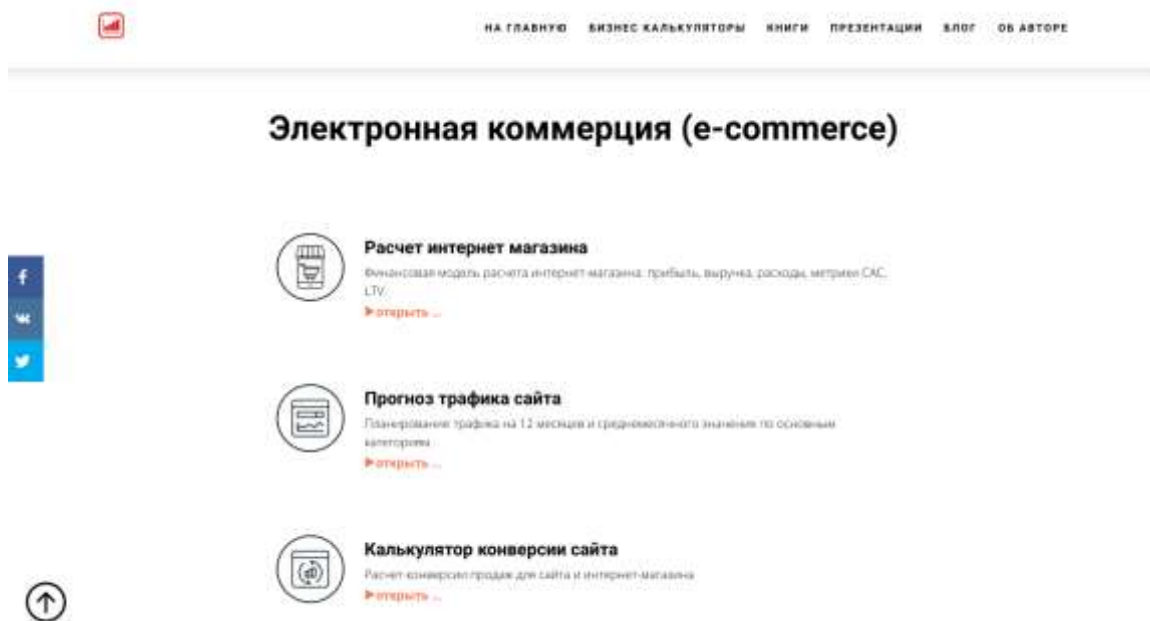 НА ГЛАВНУЮ БИЗНЕС КАЛЬКУЛЯТОРЫ КНИГИ ПРЕЗЕНТАЦИИ БЛОГ ОБ АВТОРЕ
Электронная коммерция (e-commerce)
Расчет интернет магазина
Финансовая модель расчета интернет-магазина: прибыль, выручка, расходы, метрики CAC,
LTV
открыть ...
Прогноз трафика сайта
Планирование трафика на 12 месяцев и среднемесячного значения по основным
категориям
открыть ...
Калькулятор конверсии сайта
Расчет конверсии продаж для сайта и интернет-магазина
открыть ...